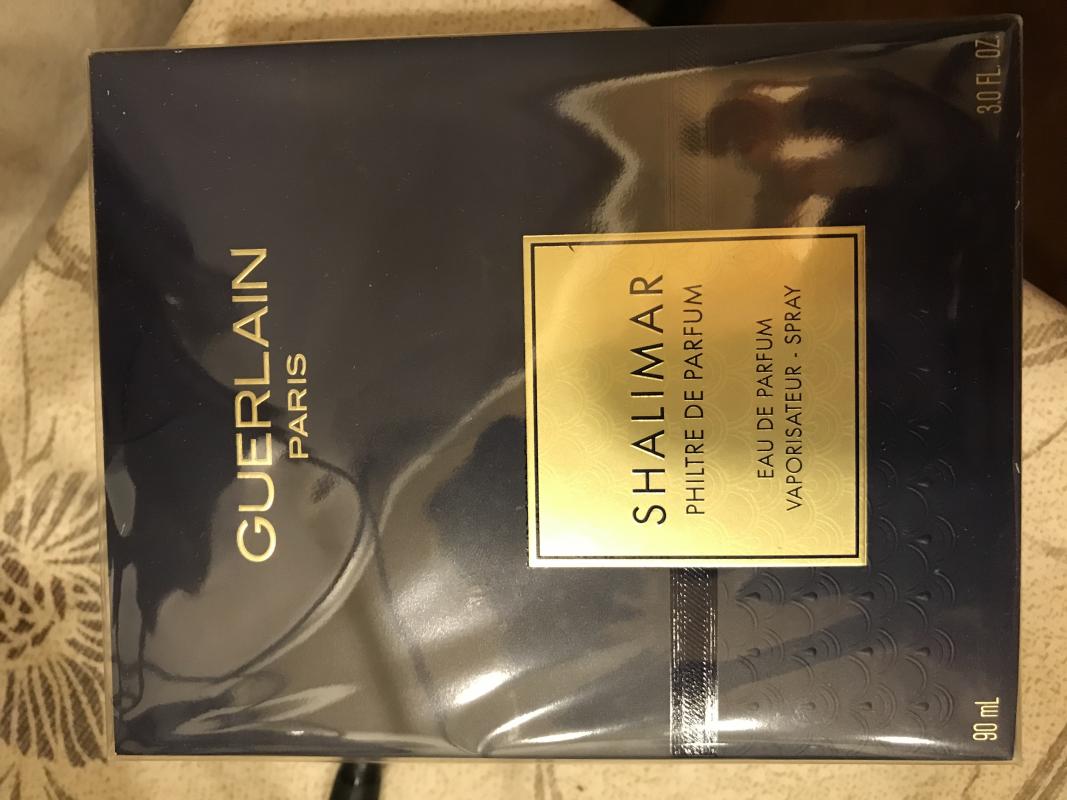 GUERLAIN
PARIS
SHALIMAR
PHILTRE DE PARFUM
EAU DE PARFUM
VAPORISATEUR - SPRAY
90 mL
3.0 FL. OZ